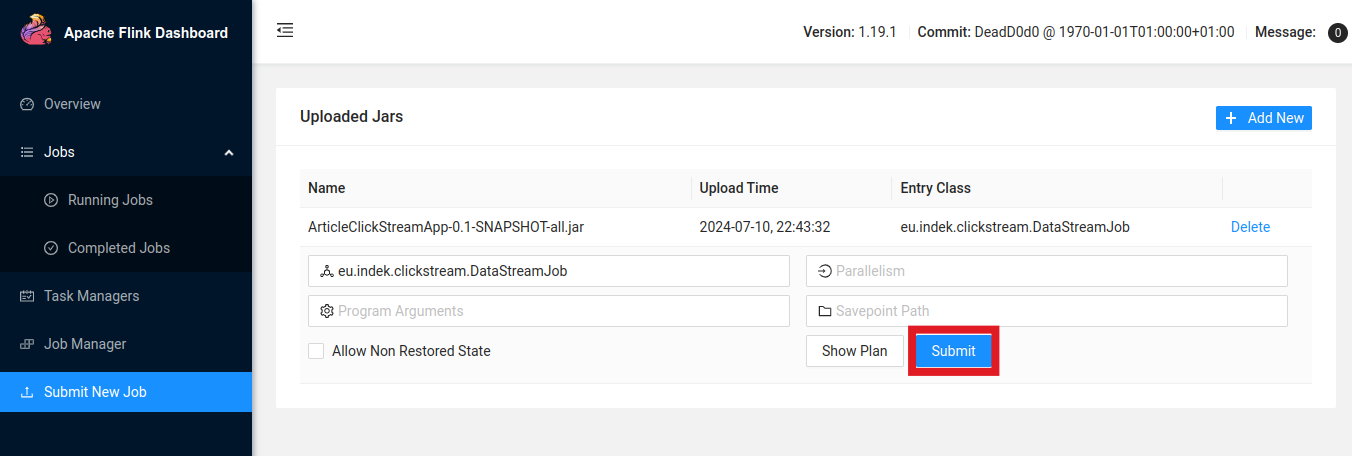 Apache Flink Dashboard
Version: 1.19.1 Commit: DeadD0d0 @ 1970-01-01T01:00:00+01:00 Message: 0
Overview
Jobs
Running Jobs
Completed Jobs
Task Managers
Job Manager
Submit New Job
Uploaded Jars
+ Add New
Name Upload Time Entry Class
ArticleClickStreamApp-0.1-SNAPSHOT-all.jar 2024-07-10, 22:43:32 eu.indek.clickstream.DataStreamJob Delete
eu.indek.clickstream.DataStreamJob Parallelism
Program Arguments Savepoint Path
Allow Non Restored State Show Plan Submit